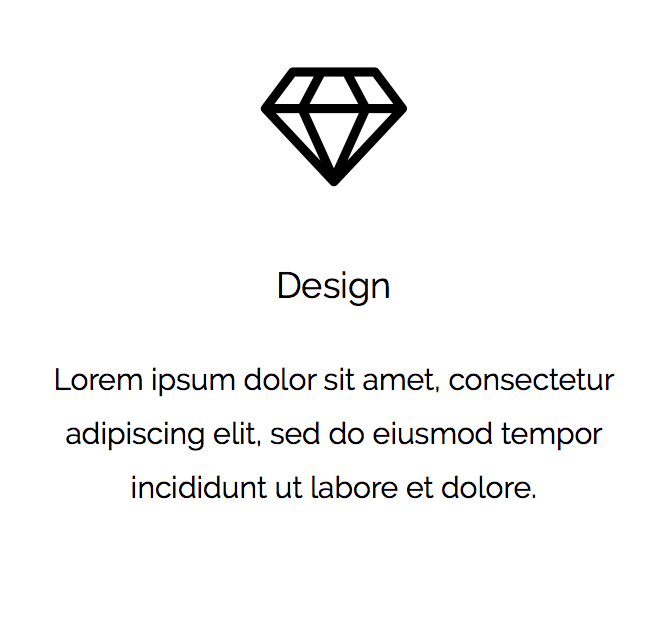 Design
Lorem ipsum dolor sit amet, consectetur
adipiscing elit, sed do eiusmod tempor
incididunt ut labore et dolore.